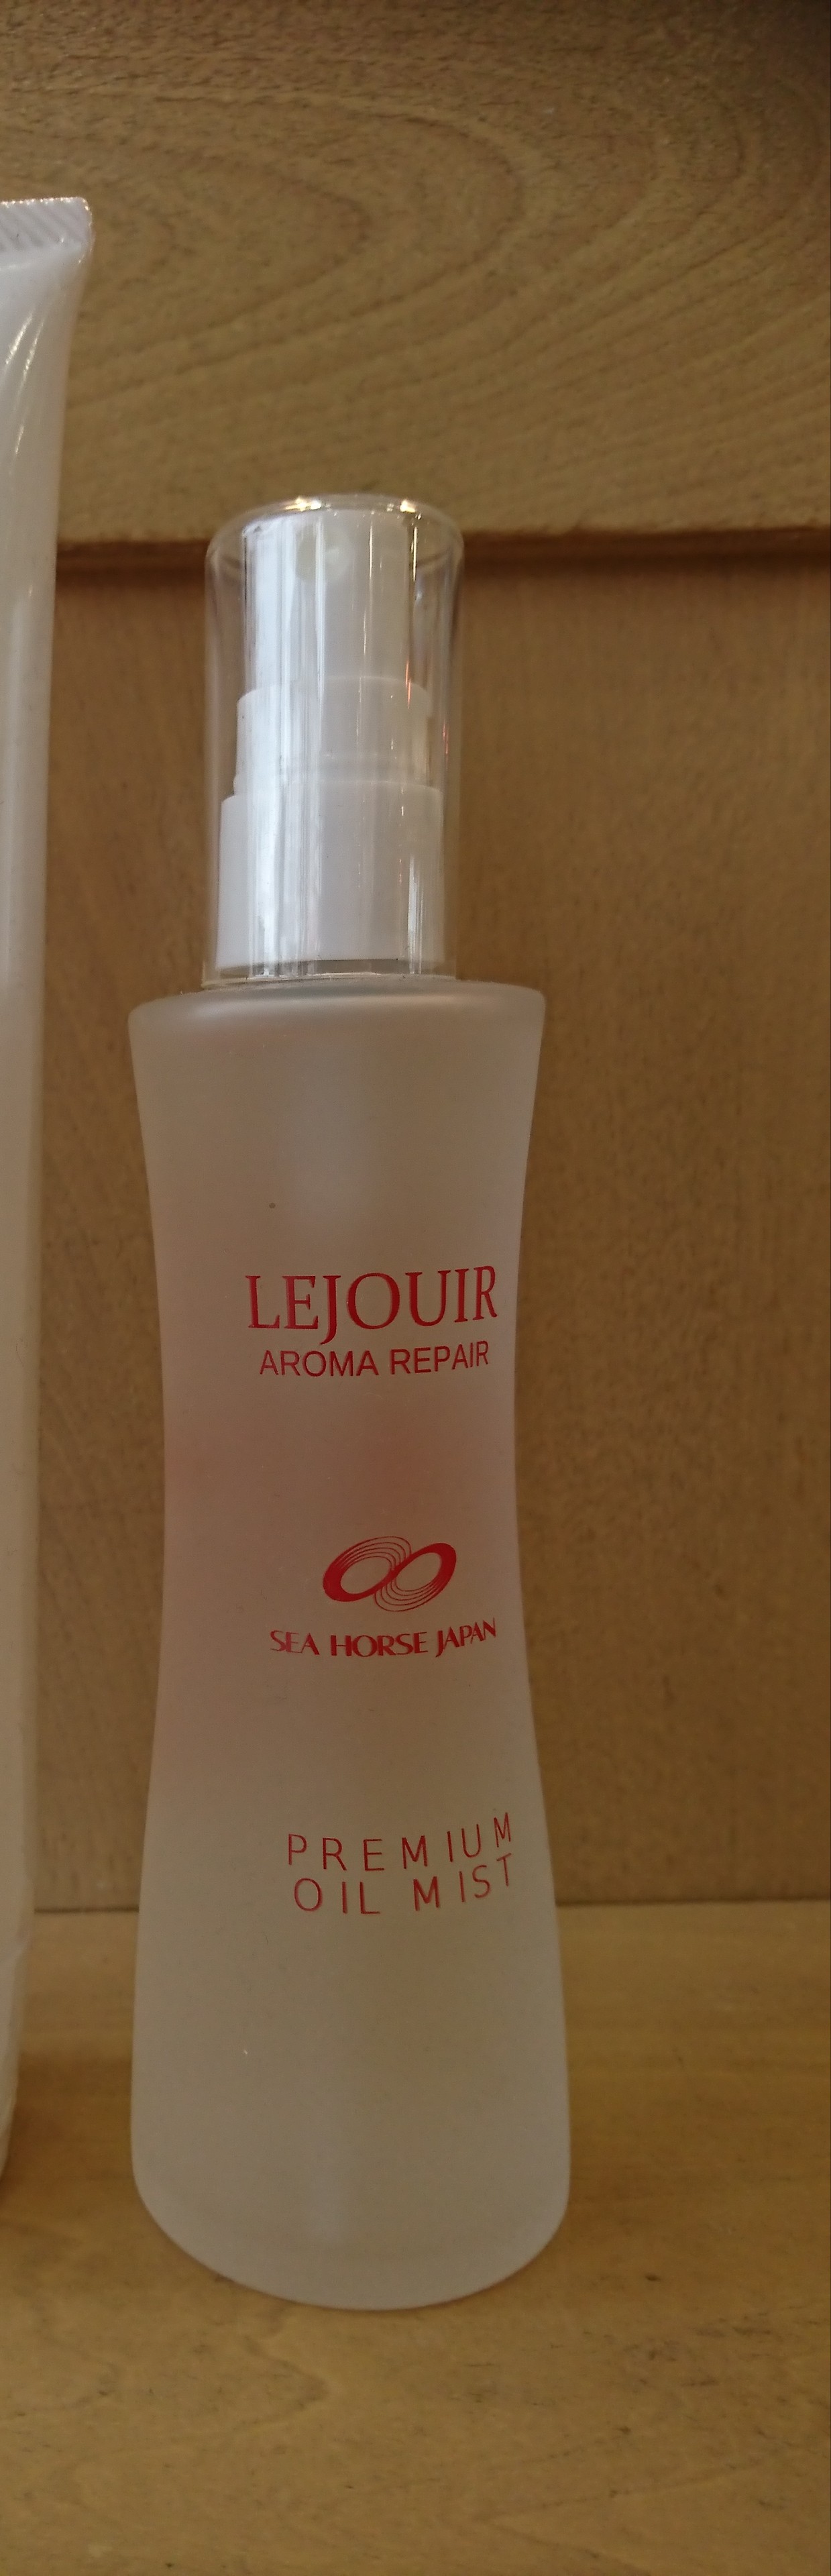 LEJOUIR
AROMA REPAIR
SEA HORSE JAPAN
PREMIUM
OIL MIST